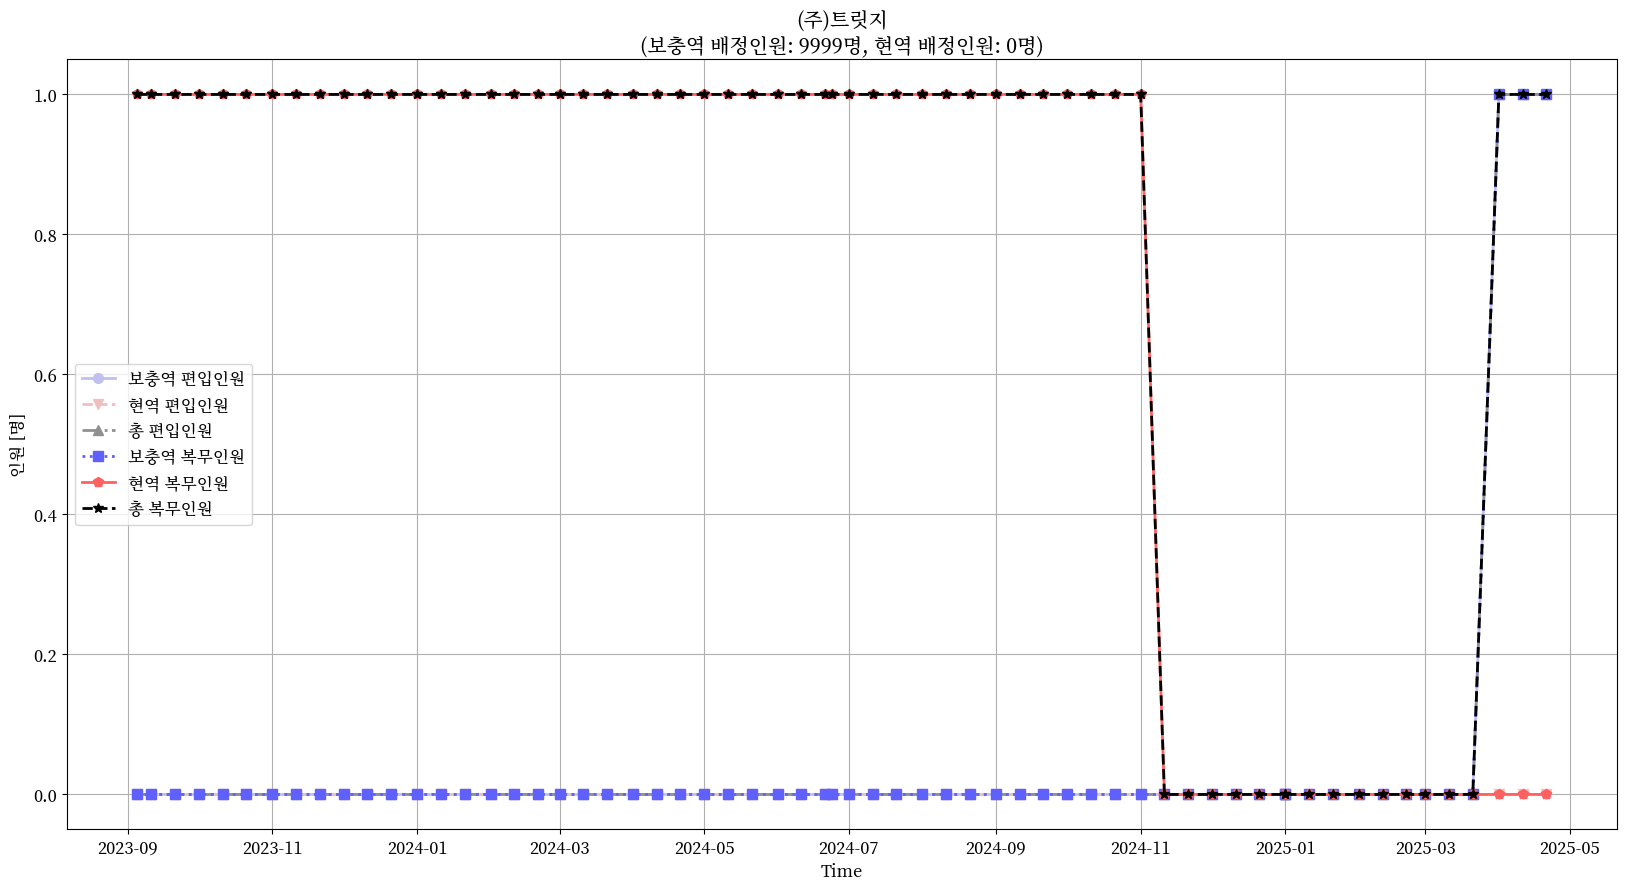 (주)트릿지
(보충역 배정인원: 9999명, 현역 배정인원: 0명)
인원 [명]
1.0
0.8
0.6
0.4
0.2
0.0
보충역 편입인원
현역 편입인원
총 편입인원
보충역 복무인원
현역 복무인원
총 복무인원
2023-09 2023-11 2024-01 2024-03 2024-05 2024-07 2024-09 2024-11 2025-01 2025-03 2025-05
Time